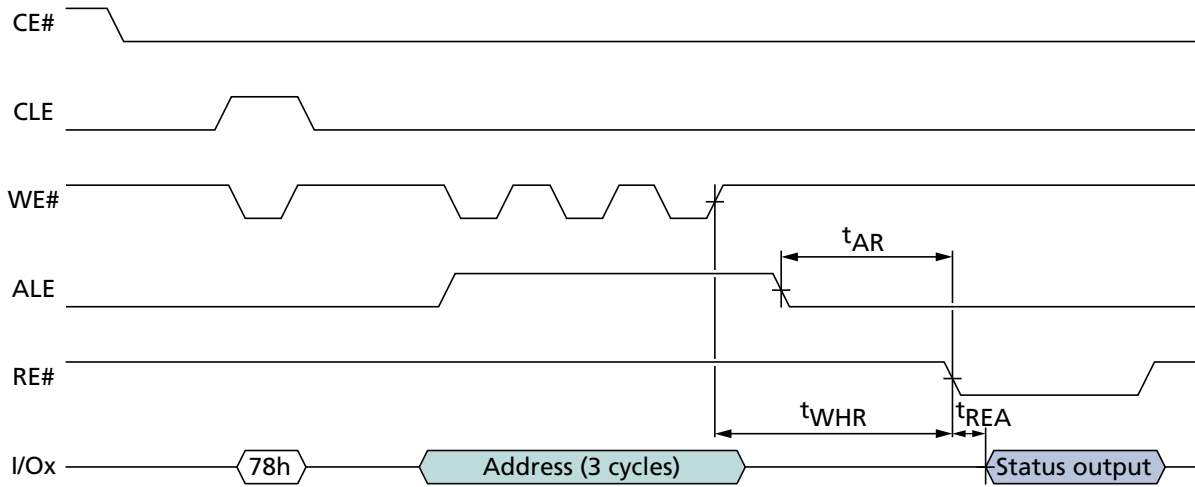 CE#
CLE
WE#
tAR
ALE
RE#
tWHR
tREA
I/Ox
78h
Address (3 cycles)
Status output